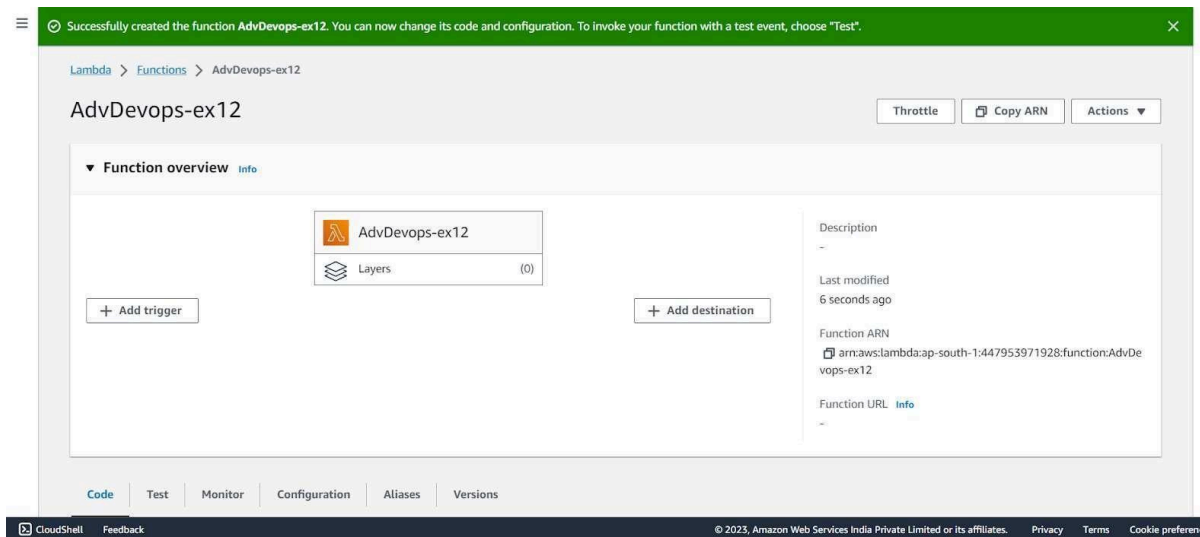 Successfully created the function AdvDevops-ex12. You can now change its code and configuration. To invoke your function with a test event, choose "Test".
Lambda > Functions > AdvDevops-ex12
AdvDevops-ex12
Throttle
Copy ARN
Actions
Function overview Info
AdvDevops-ex12
Layers (0)
+ Add trigger
+ Add destination
Description
-
Last modified
6 seconds ago
Function ARN
arn:aws:lambda:ap-south-1:447953971928:function:AdvDe
vops-ex12
Function URL Info
-
Code Test Monitor Configuration Aliases Versions
CloudShell Feedback © 2023, Amazon Web Services India Private Limited or its affiliates. Privacy Terms Cookie preferen